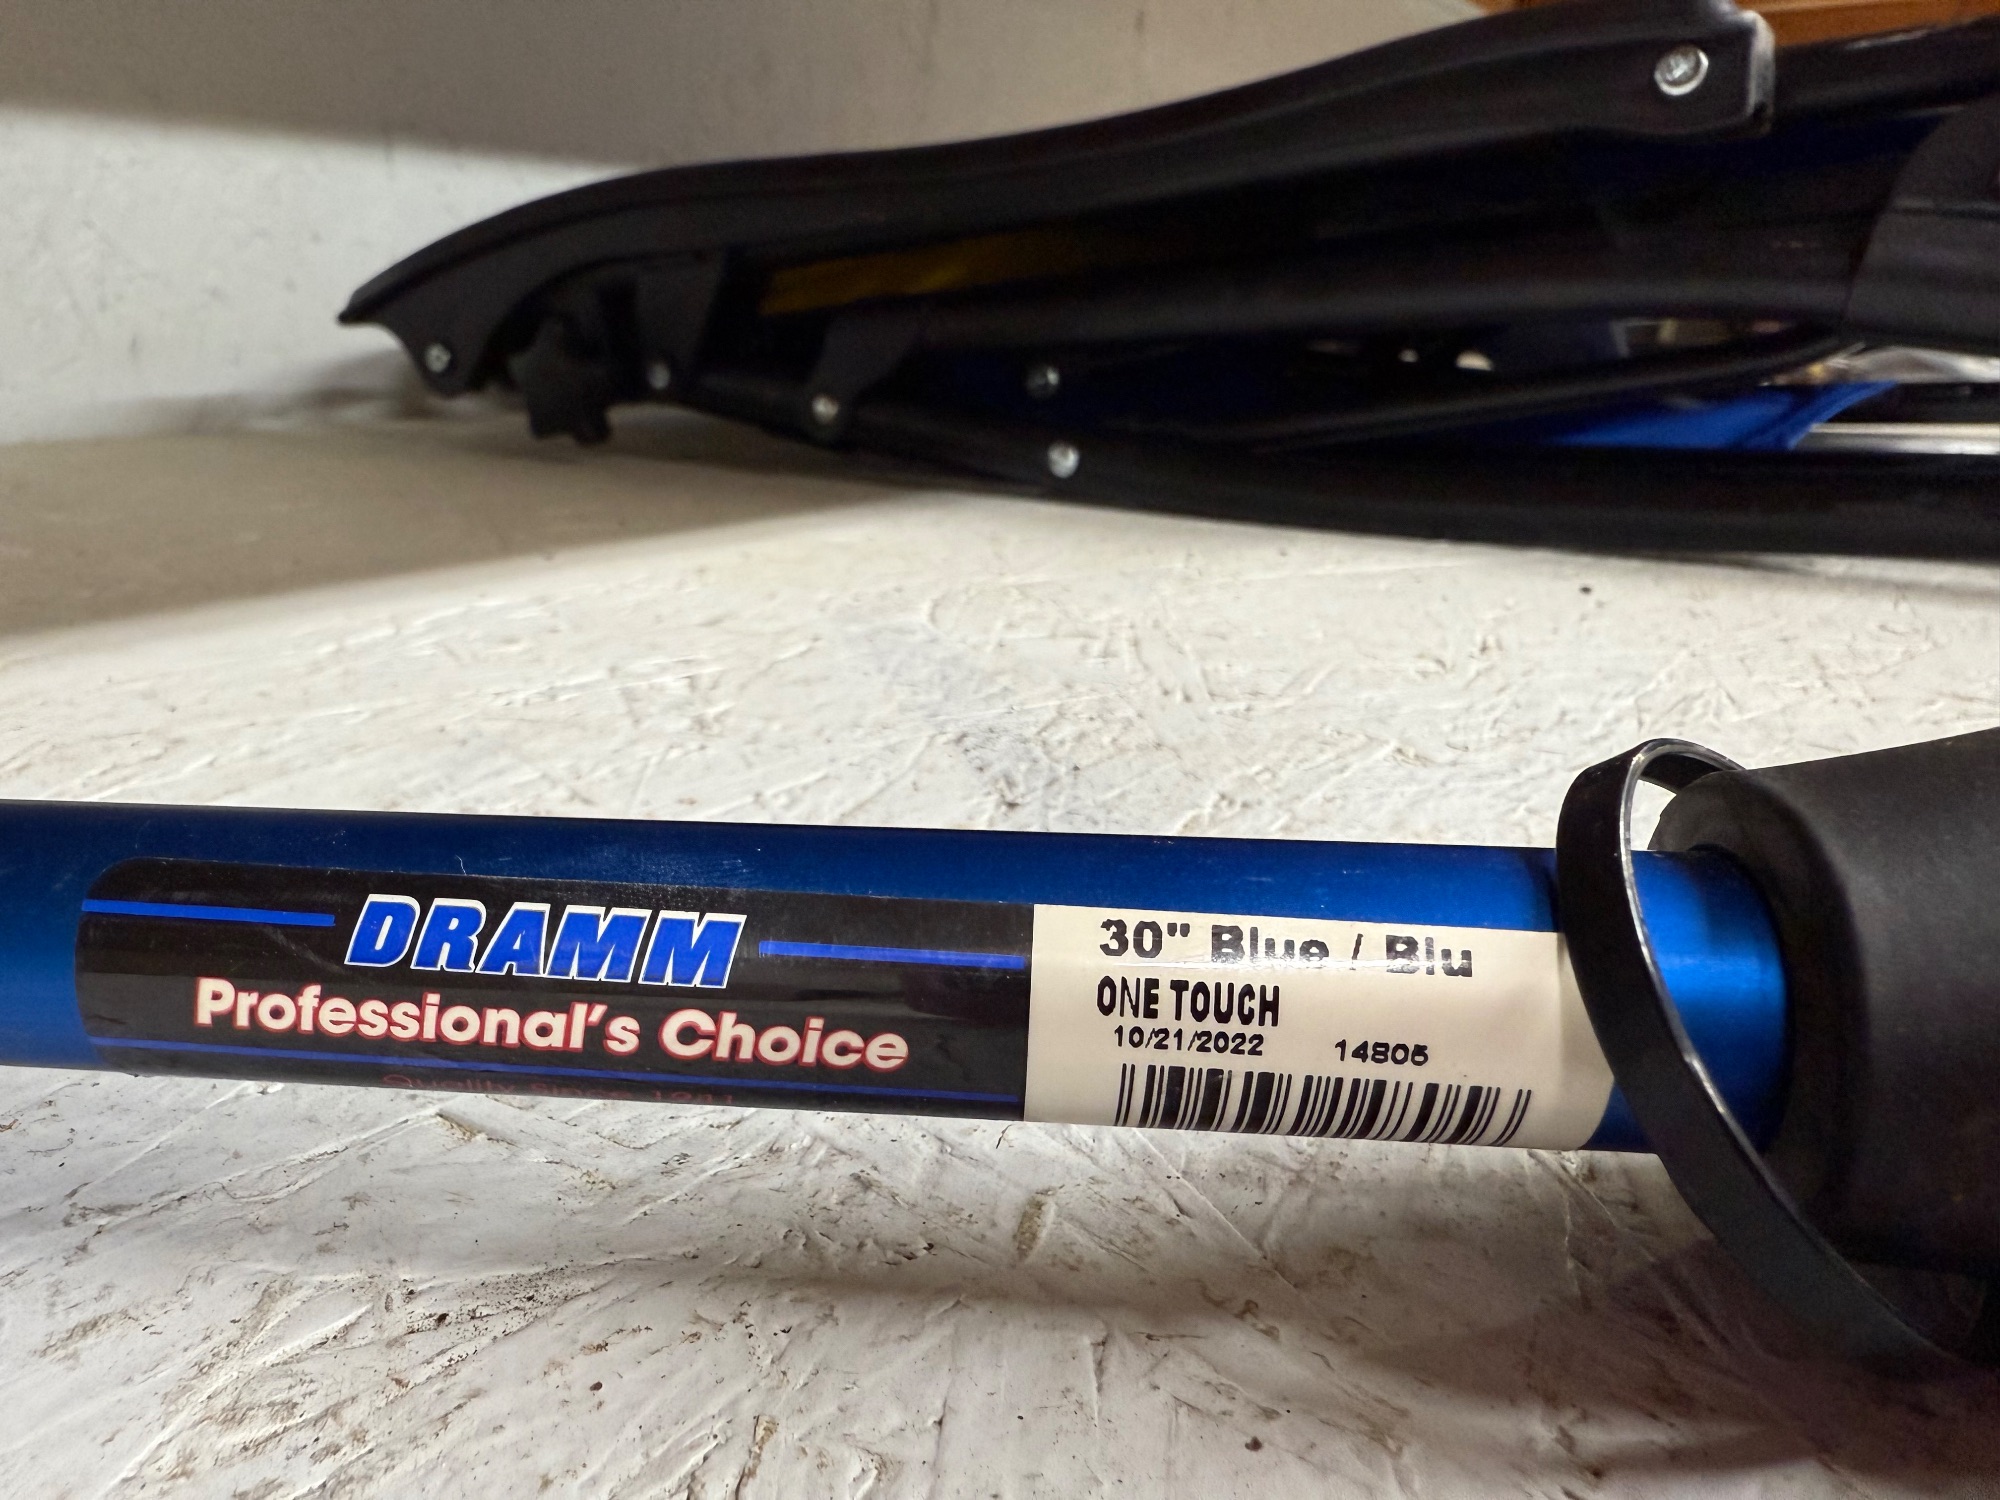 DRAMM
Professional's Choice
30" Blue / Blu
ONE TOUCH
10/21/2022 14805